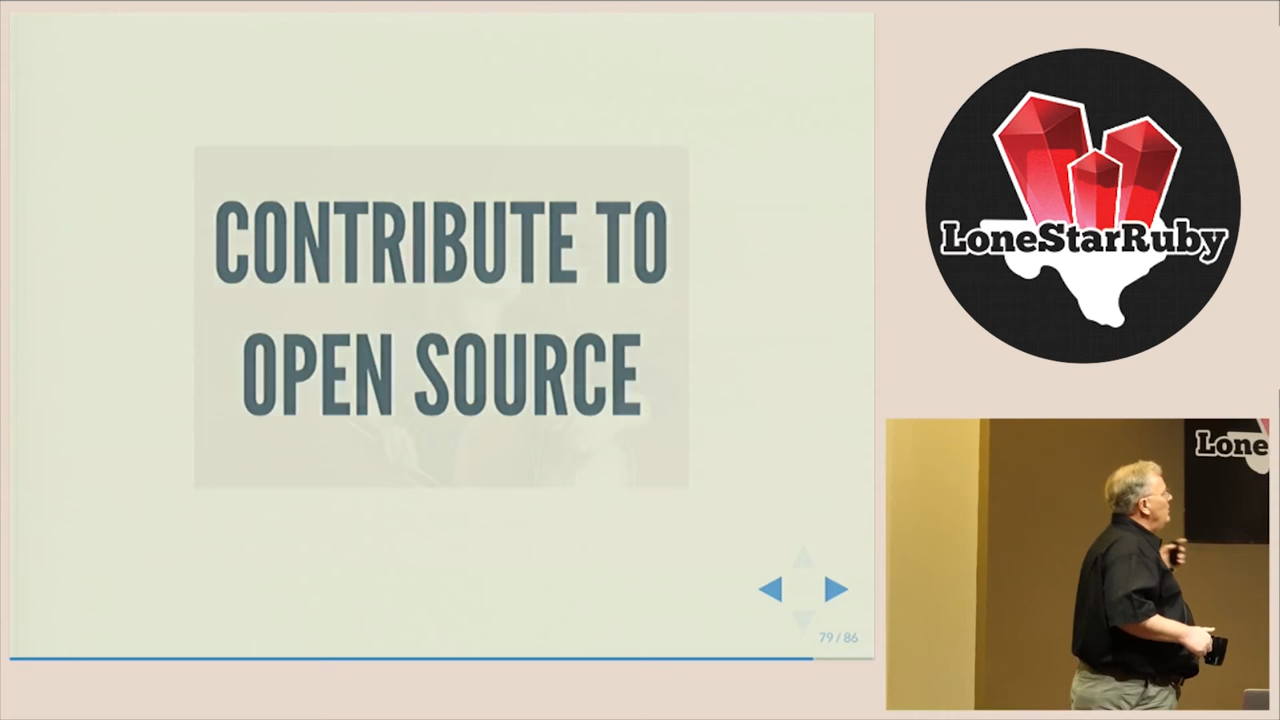 CONTRIBUTE TO
OPEN SOURCE
79 / 86
LoneStarRuby
Lone